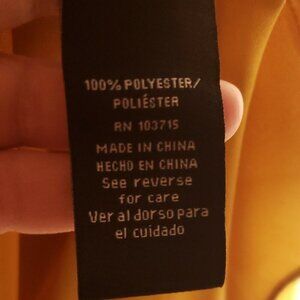 100% POLYESTER/
POLIÉSTER
RN 103715
MADE IN CHINA
HECHO EN CHINA
See reverse
for care
Ver al dorso para
el cuidado